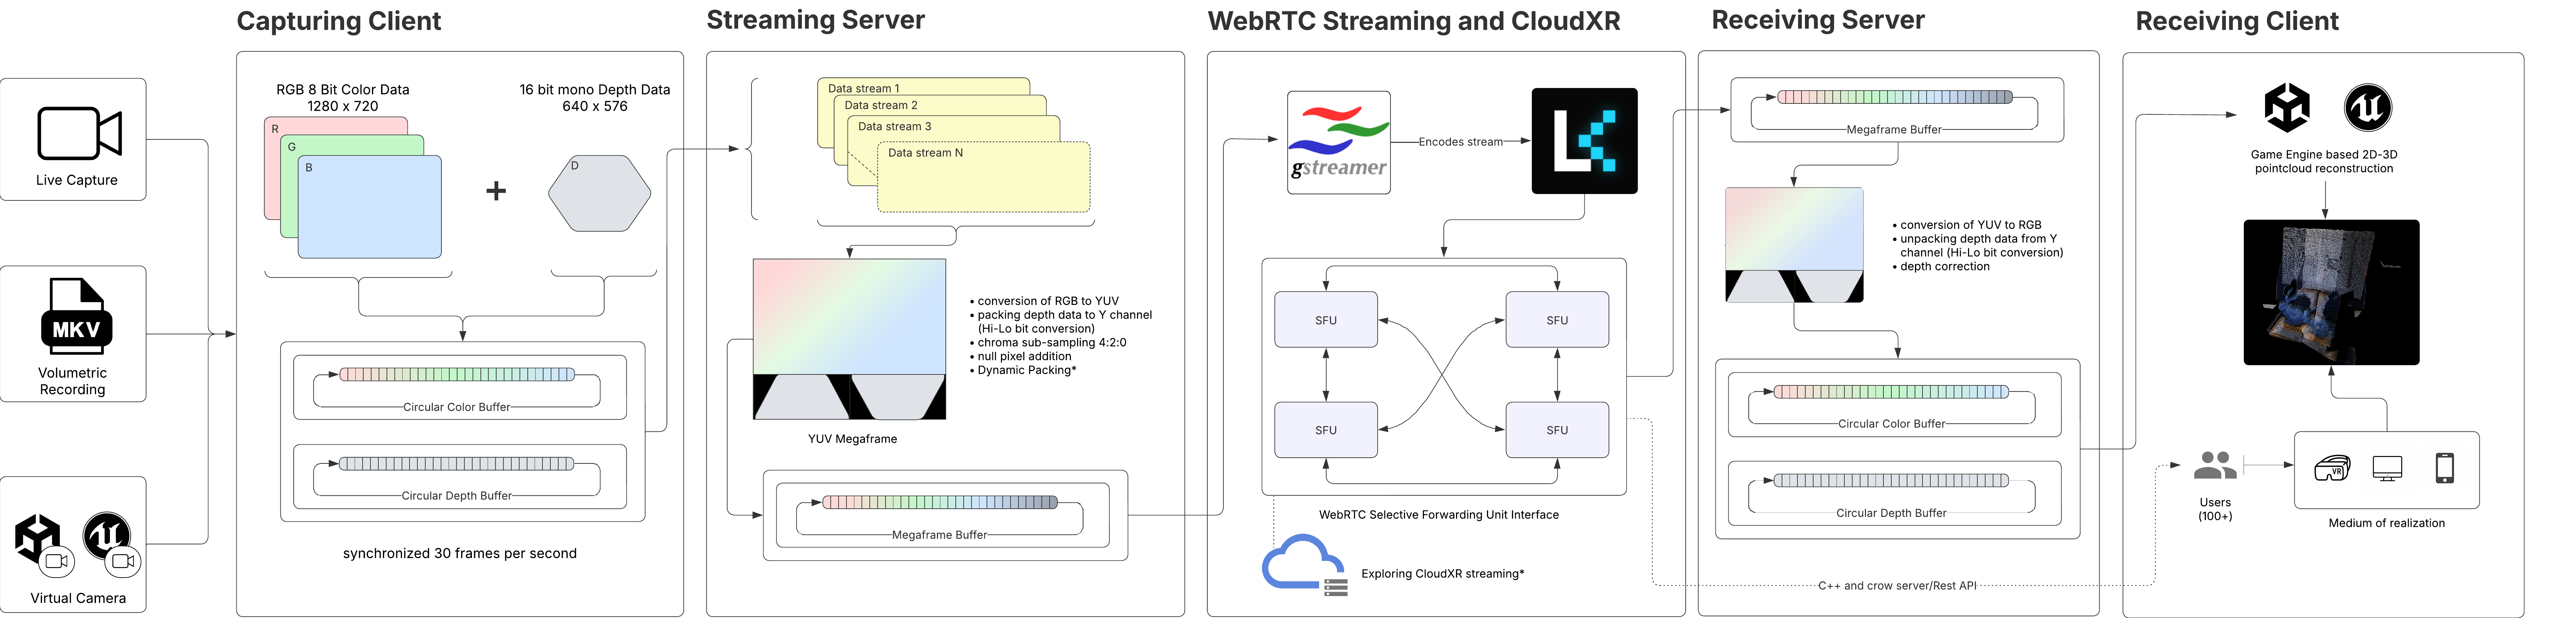 Capturing Client
Streaming Server
WebRTC Streaming and CloudXR
Receiving Server
Receiving Client
Live Capture
MKV
Volumetric
Recording
Virtual Camera
RGB 8 Bit Color Data
1280 x 720
16 bit mono Depth Data
640 x 576
R
G
B
+
D
Circular Color Buffer
Circular Depth Buffer
synchronized 30 frames per second
Data stream 1
Data stream 2
Data stream 3
Data stream N
• conversion of RGB to YUV
• packing depth data to Y channel
(Hi-Lo bit conversion)
• chroma sub-sampling 4:2:0
• null pixel addition
• Dynamic Packing*
YUV Megaframe
Megaframe Buffer
gstreamer
Encodes stream
LK
SFU
SFU
SFU
SFU
WebRTC Selective Forwarding Unit Interface
Exploring CloudXR streaming*
Megaframe Buffer
• conversion of YUV to RGB
• unpacking depth data from Y
channel (Hi-Lo bit conversion)
• depth correction
Circular Color Buffer
Circular Depth Buffer
C++ and crow server/Rest API
Game Engine based 2D-3D
pointcloud reconstruction
Users
(100+)
VR
Medium of realization